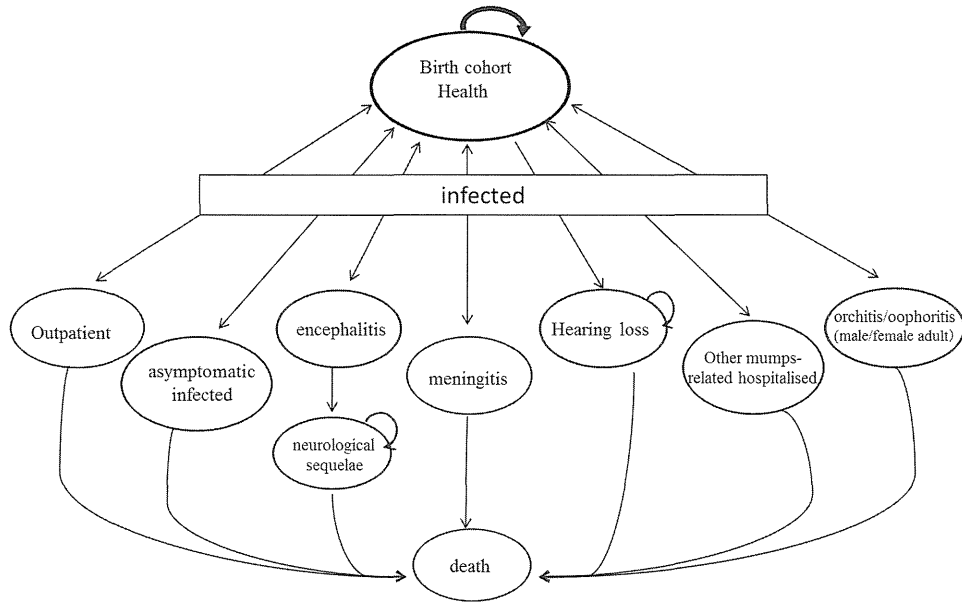 Birth cohort
Health
infected
Outpatient
asymptomatic
infected
encephalitis
neurological
sequelae
meningitis
Hearing loss
Other mumps-
related hospitalised
orchitis/oophoritis
(male/female adult)
death